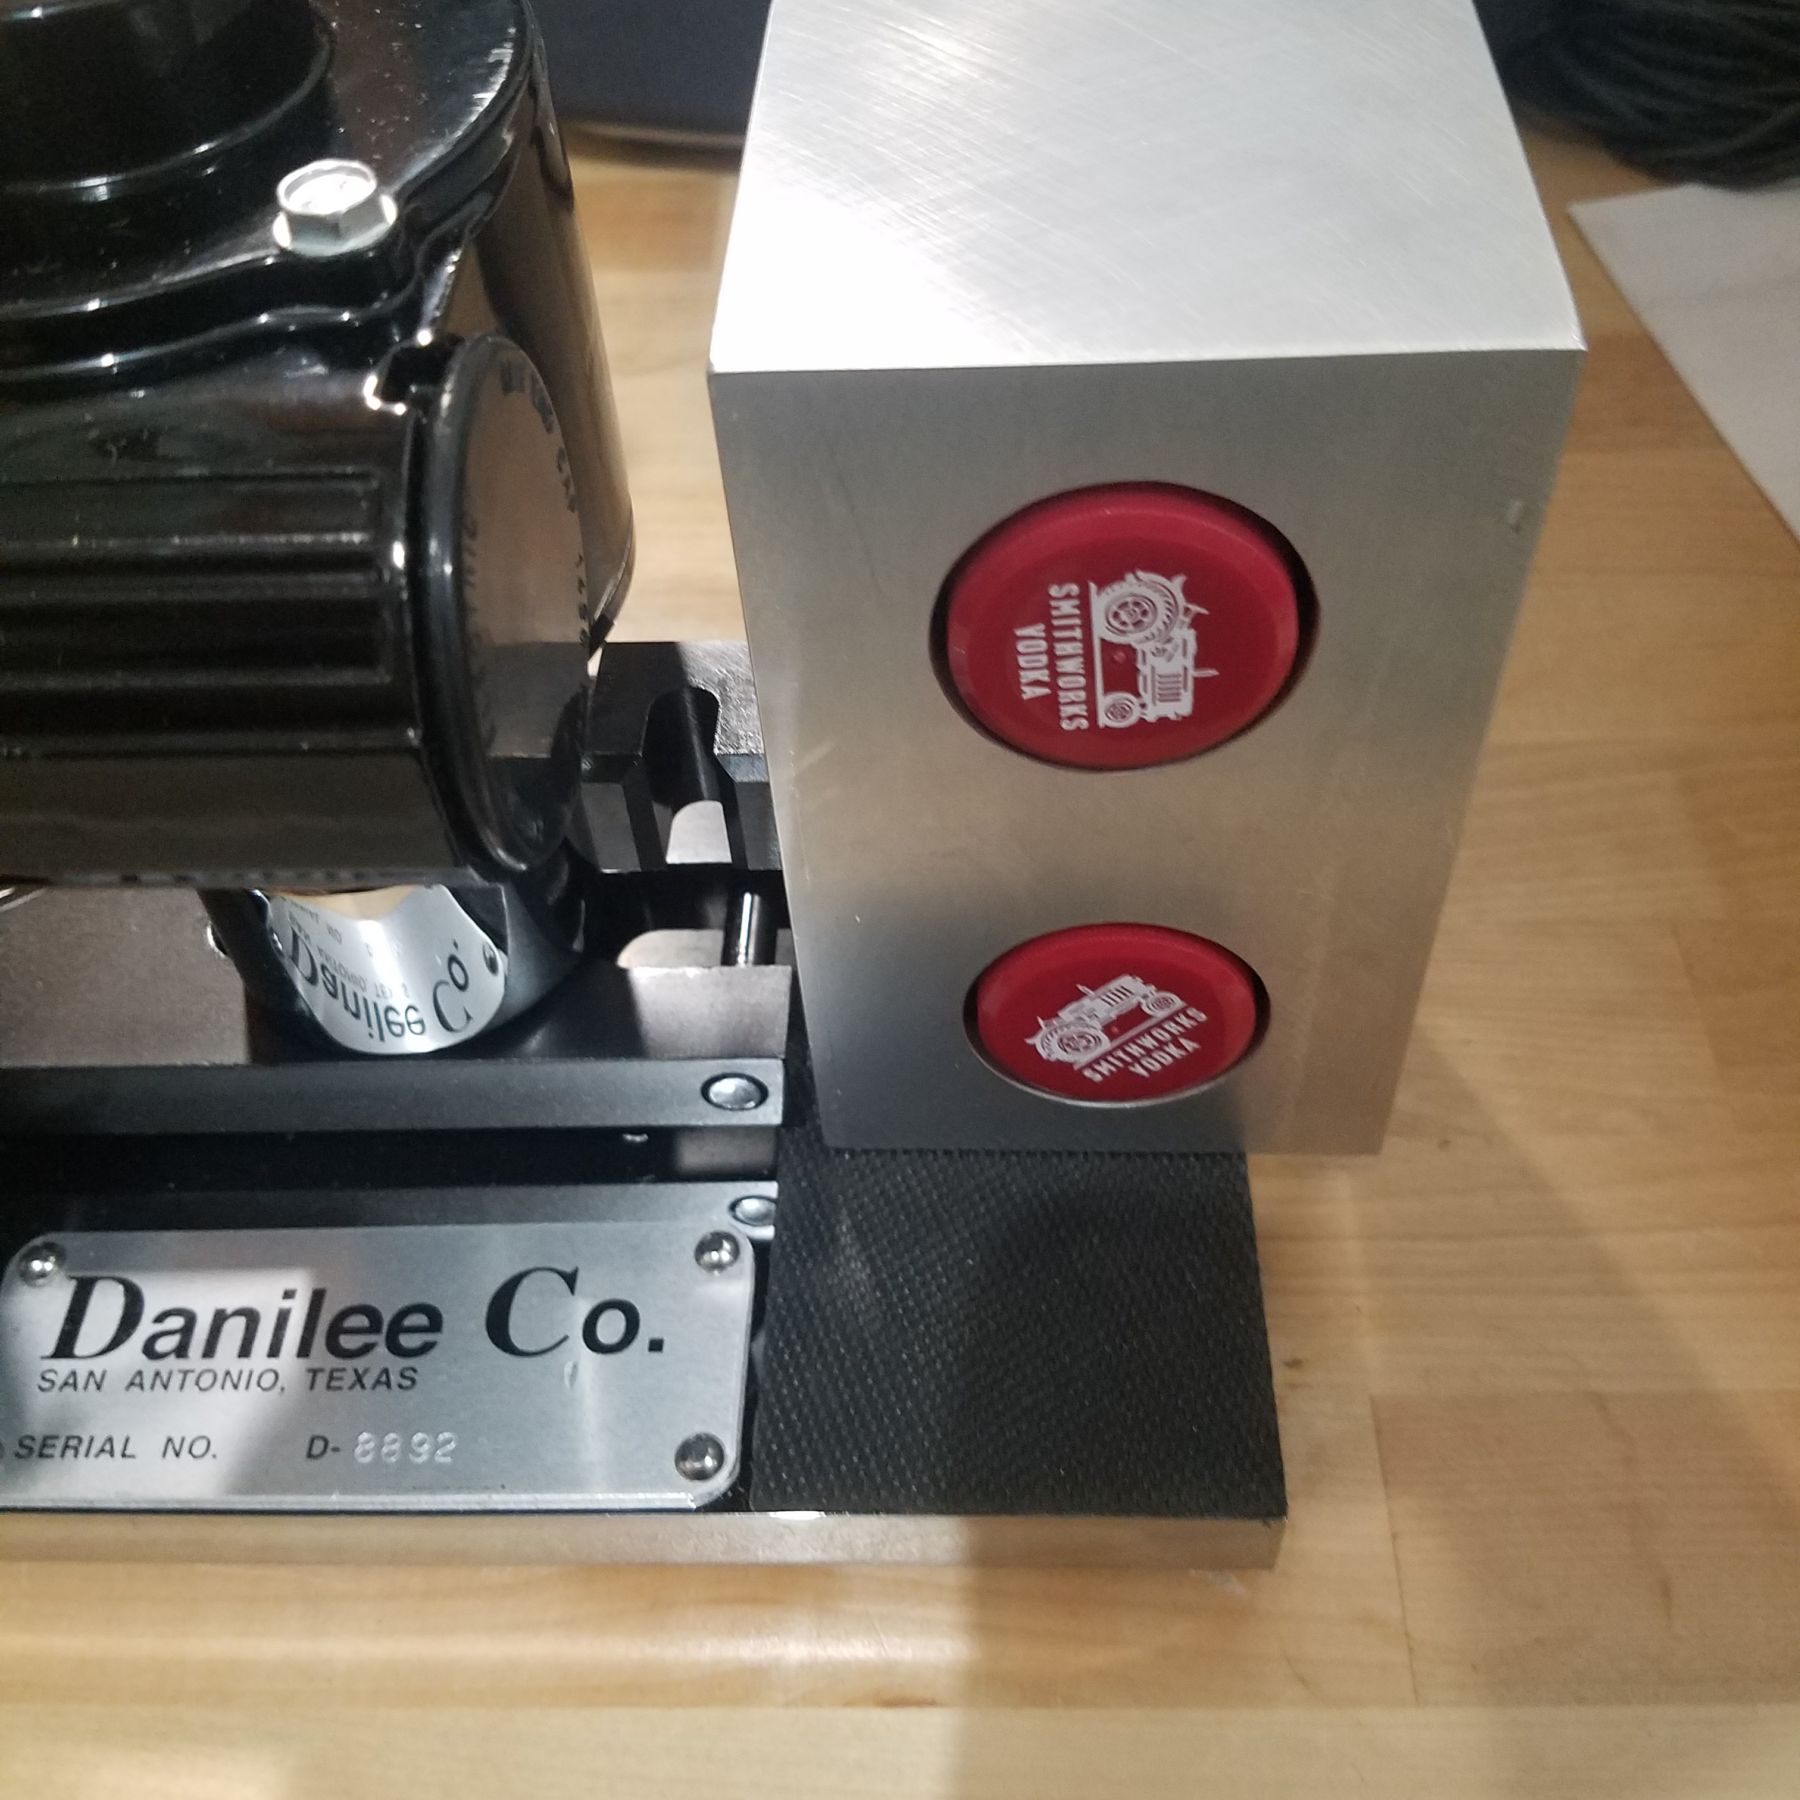 SMITHWORKS
VODKA
SMITHWORKS
VODKA
Danilee Co.
Danilee Co.
SAN ANTONIO, TEXAS
SERIAL NO. D-8892